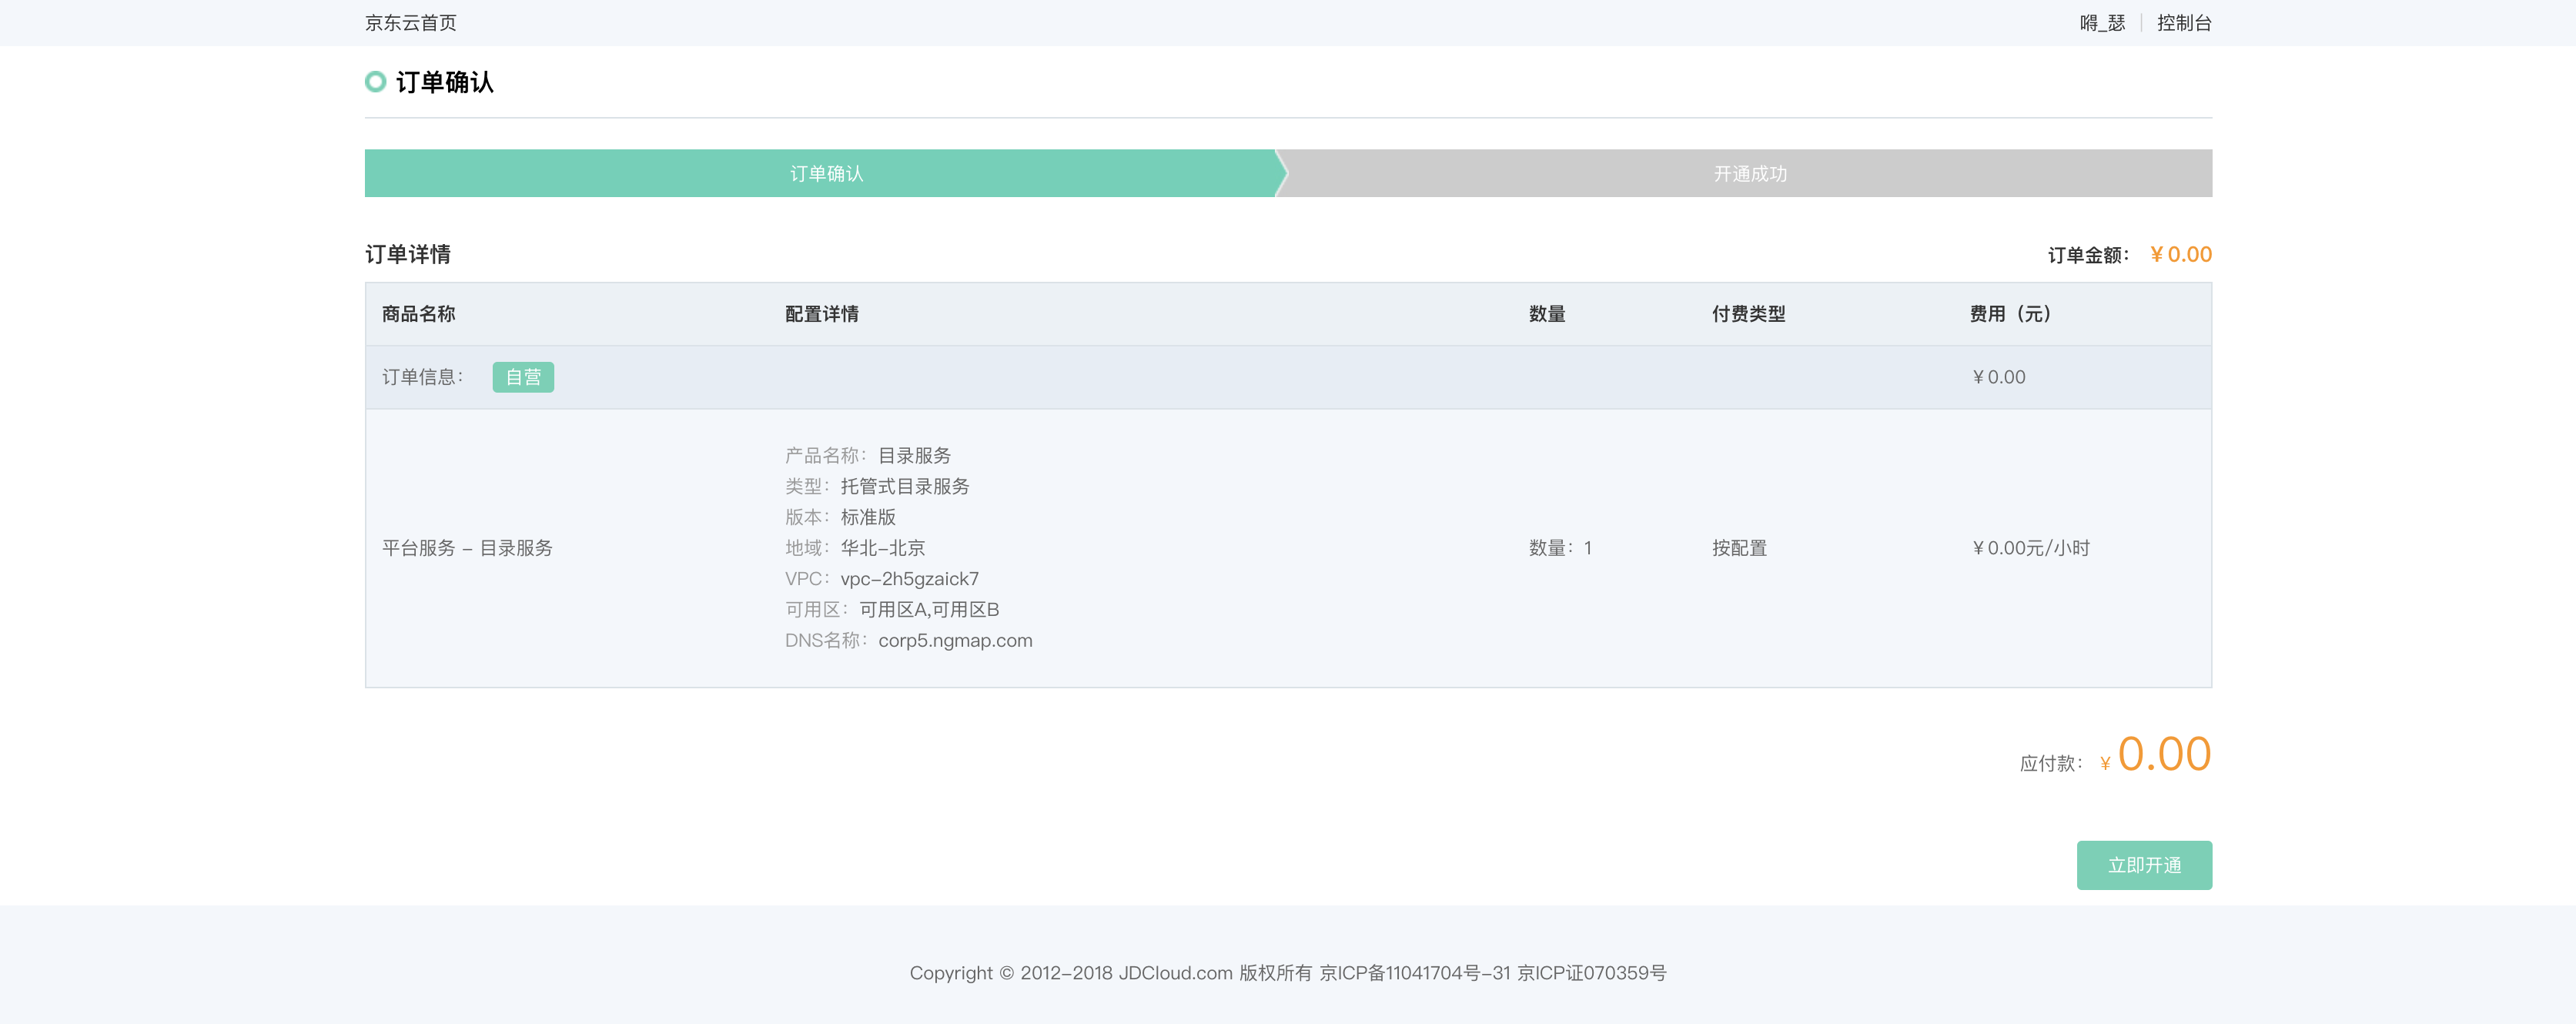 京东云首页
嘚_瑟 控制台
订单确认
订单确认 开通成功
订单详情 订单金额： ￥0.00
商品名称 配置详情 数量 付费类型 费用（元）
订单信息： 自营 ￥0.00
产品名称：目录服务
类型：托管式目录服务
版本：标准版
平台服务 - 目录服务 地域：华北-北京 数量：1 按配置 ￥0.00元/小时
VPC：vpc-2h5gzaick7
可用区：可用区A,可用区B
DNS名称：corp5.ngmap.com
应付款： ￥0.00
立即开通
Copyright © 2012-2018 JDCloud.com 版权所有 京ICP备11041704号-31 京ICP证070359号